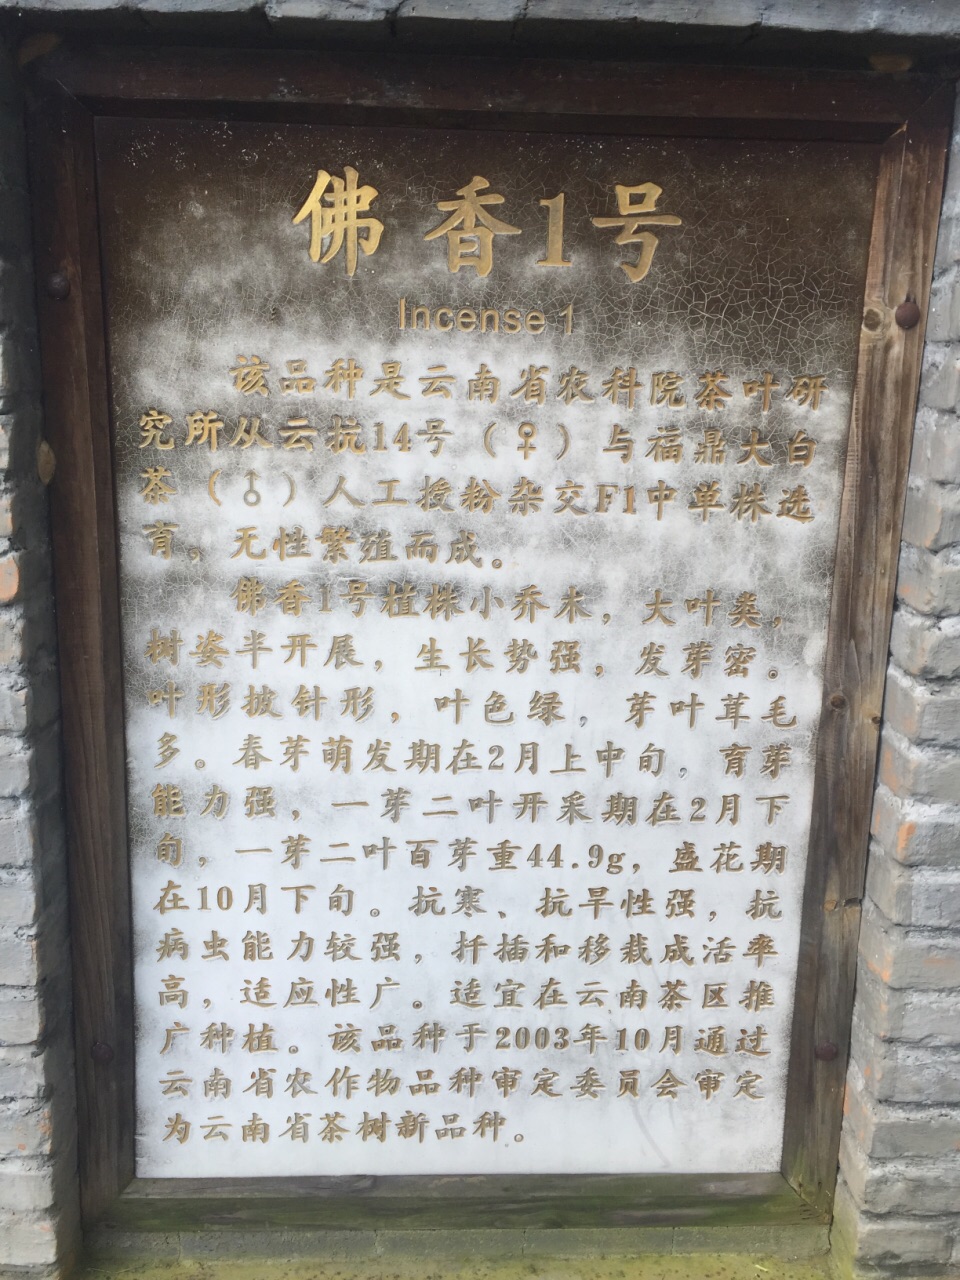 佛香1号
Incense 1
该品种是云南省农科院茶叶研
究所从云抗14号（♀）与福鼎大白
茶（♂）人工授粉杂交F1中单株选
育，无性繁殖而成。
佛香1号植株小乔木，大叶类，
树姿半开展，生长势强，发芽密。
叶形披针形，叶色绿，芽叶茸毛
多。春芽萌发期在2月上中旬，育芽
能力强，一芽二叶开采期在2月下
旬，一芽二叶百芽重44.9g，盛花期
在10月下旬。抗寒、抗旱性强，抗
病虫能力较强，扦插和移栽成活率
高，适应性广。适宜在云南茶区推
广种植。该品种于2003年10月通过
云南省农作物品种审定委员会审定
为云南省茶树新品种。